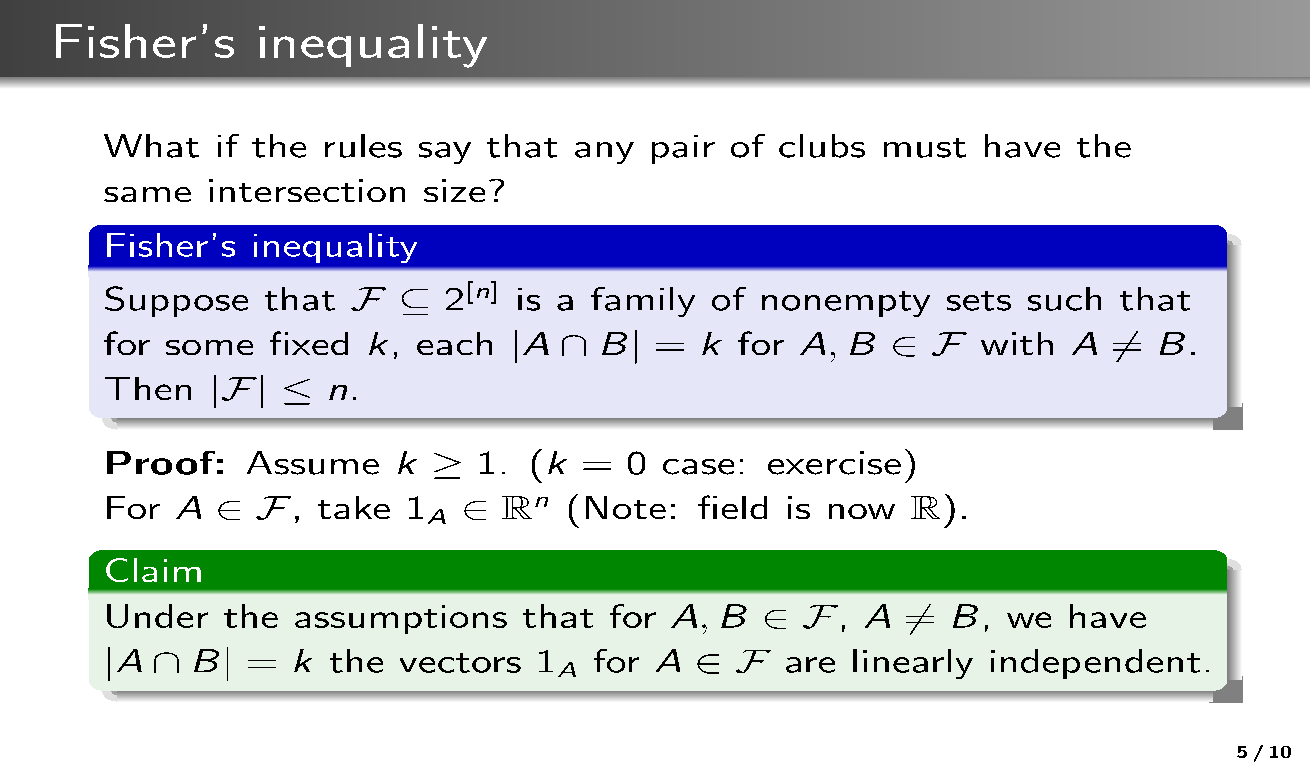 Fisher's inequality
What if the rules say that any pair of clubs must have the
same intersection size?
Fisher's inequality
Suppose that ℱ ⊆ 2^[n] is a family of nonempty sets such that
for some fixed k, each |A ∩ B| = k for A, B ∈ ℱ with A ≠ B.
Then |ℱ| ≤ n.
Proof: Assume k ≥ 1. (k = 0 case: exercise)
For A ∈ ℱ, take 1_A ∈ ℝ^n (Note: field is now ℝ).
Claim
Under the assumptions that for A, B ∈ ℱ, A ≠ B, we have
|A ∩ B| = k the vectors 1_A for A ∈ ℱ are linearly independent.
5 / 10